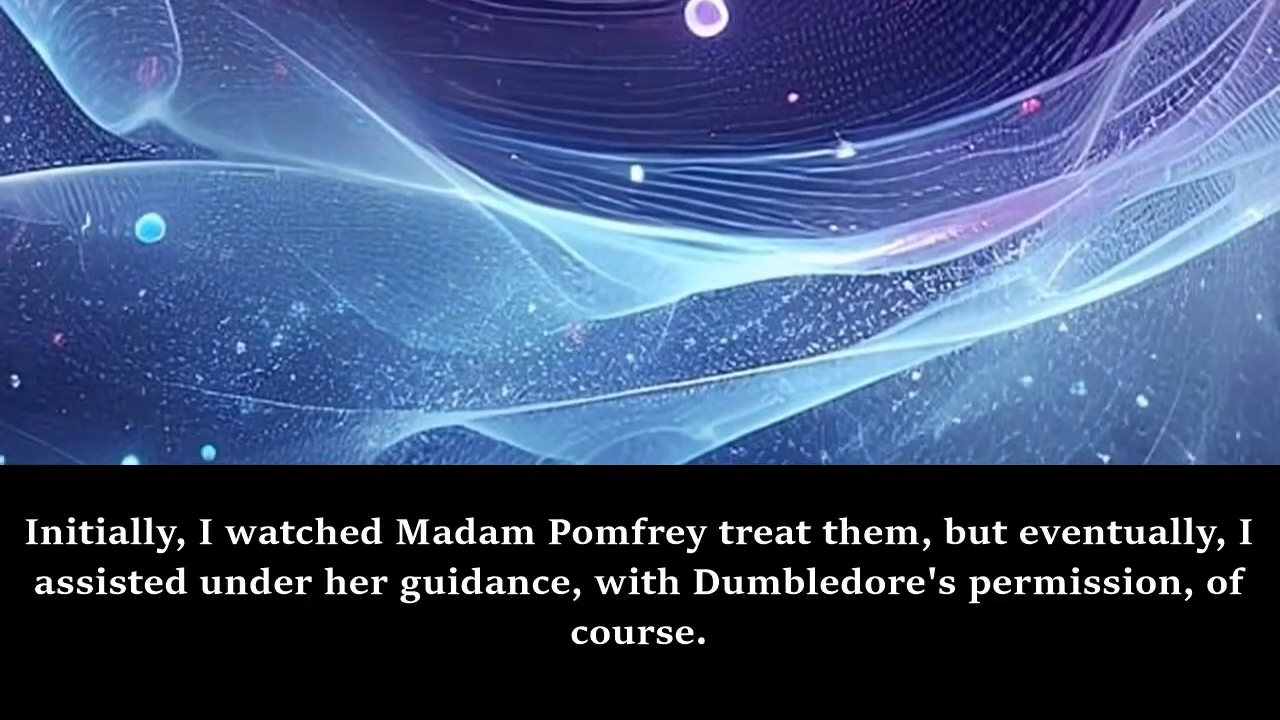 Initially, I watched Madam Pomfrey treat them, but eventually, I
assisted under her guidance, with Dumbledore's permission, of
course.